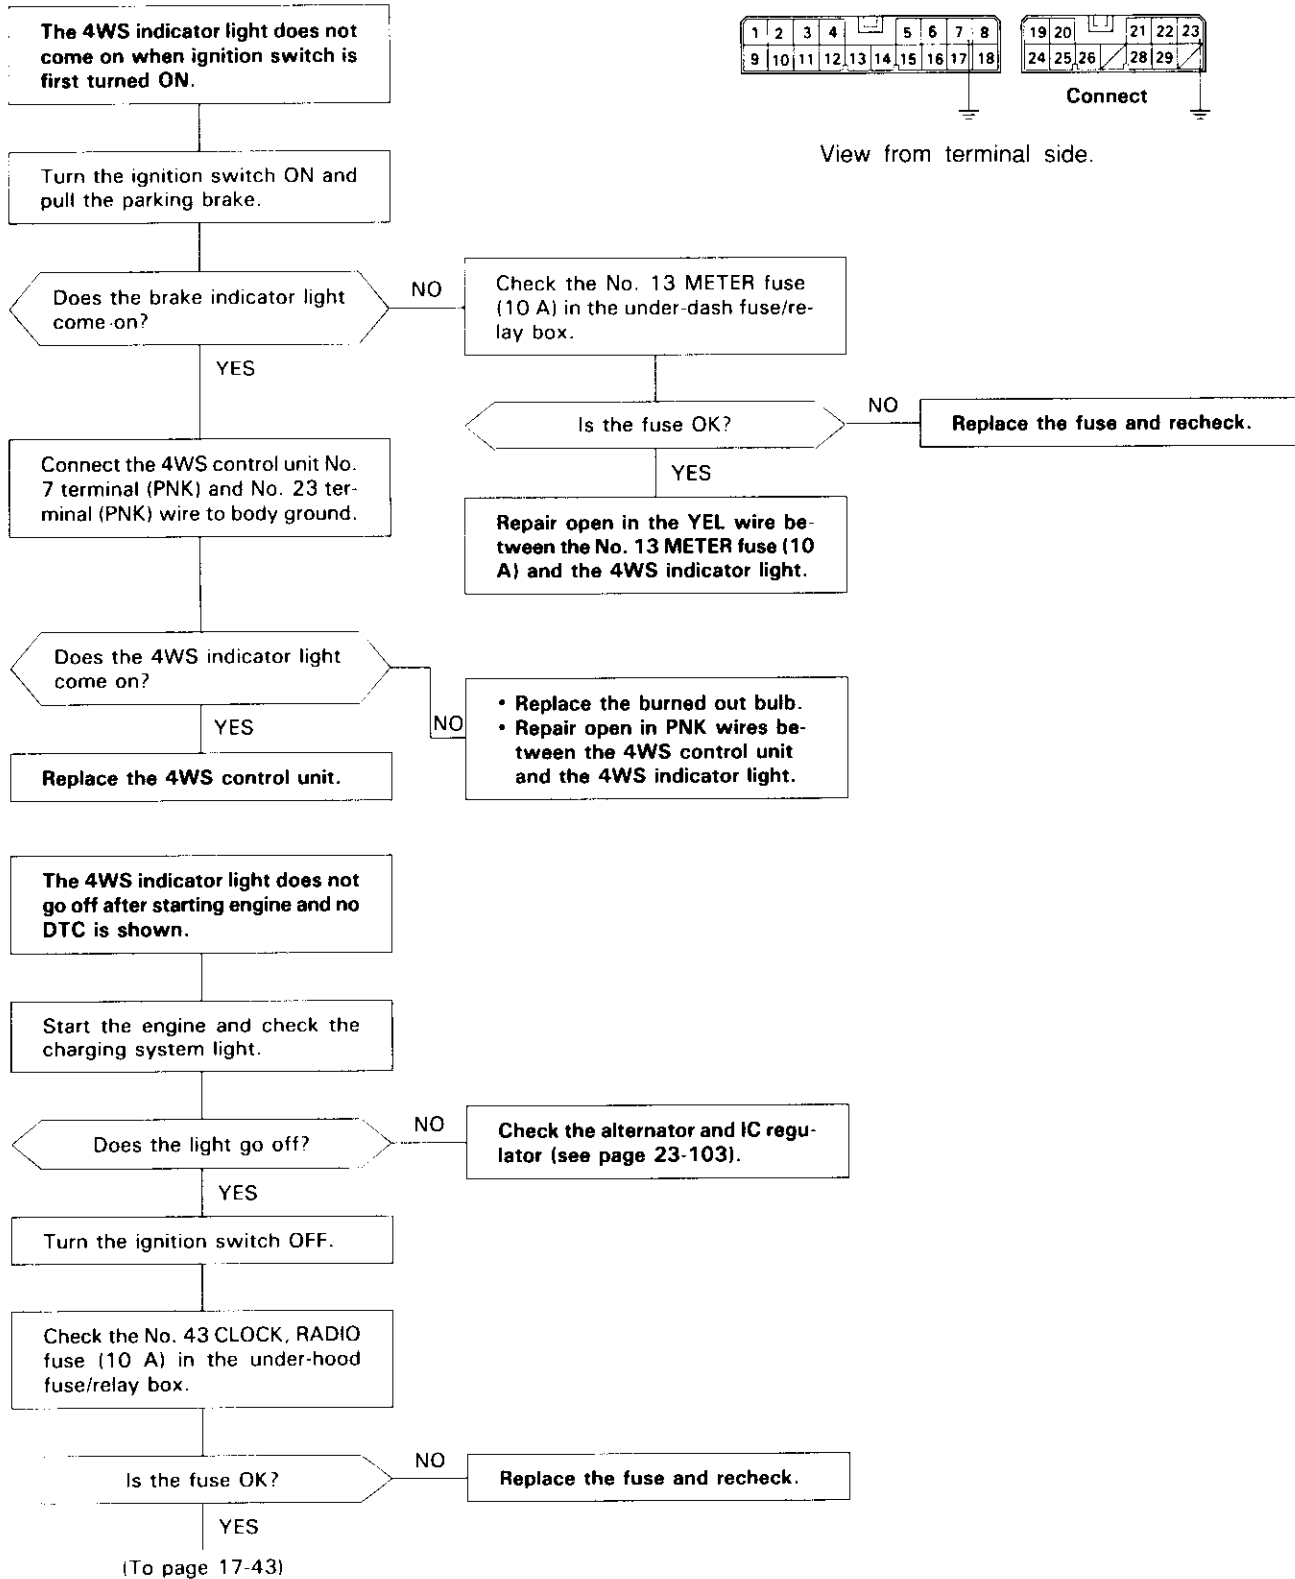 The 4WS indicator light does not
come on when ignition switch is
first turned ON.
1 2 3 4 5 6 7 8
9 10 11 12 13 14 15 16 17 18
19 20 21 22 23
24 25 26 28 29
Connect
View from terminal side.
Turn the ignition switch ON and
pull the parking brake.
Does the brake indicator light
come on?
NO
Check the No. 13 METER fuse
(10 A) in the under-dash fuse/re-
lay box.
YES
Is the fuse OK?
NO
Replace the fuse and recheck.
YES
Connect the 4WS control unit No.
7 terminal (PNK) and No. 23 ter-
minal (PNK) wire to body ground.
Repair open in the YEL wire be-
tween the No. 13 METER fuse (10
A) and the 4WS indicator light.
Does the 4WS indicator light
come on?
NO
• Replace the burned out bulb.
• Repair open in PNK wires be-
tween the 4WS control unit
and the 4WS indicator light.
YES
Replace the 4WS control unit.
The 4WS indicator light does not
go off after starting engine and no
DTC is shown.
Start the engine and check the
charging system light.
Does the light go off?
NO
Check the alternator and IC regu-
lator (see page 23-103).
YES
Turn the ignition switch OFF.
Check the No. 43 CLOCK, RADIO
fuse (10 A) in the under-hood
fuse/relay box.
Is the fuse OK?
NO
Replace the fuse and recheck.
YES
(To page 17-43)